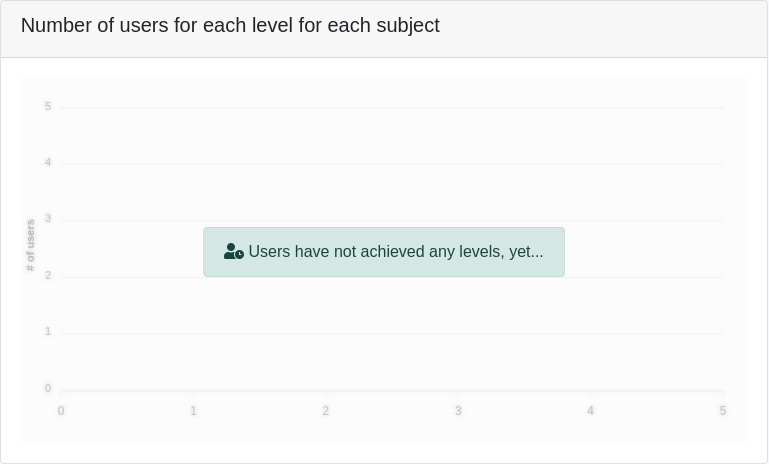 Number of users for each level for each subject
5
4
3
2
1
0
# of users
Users have not achieved any levels, yet...
0 1 2 3 4 5